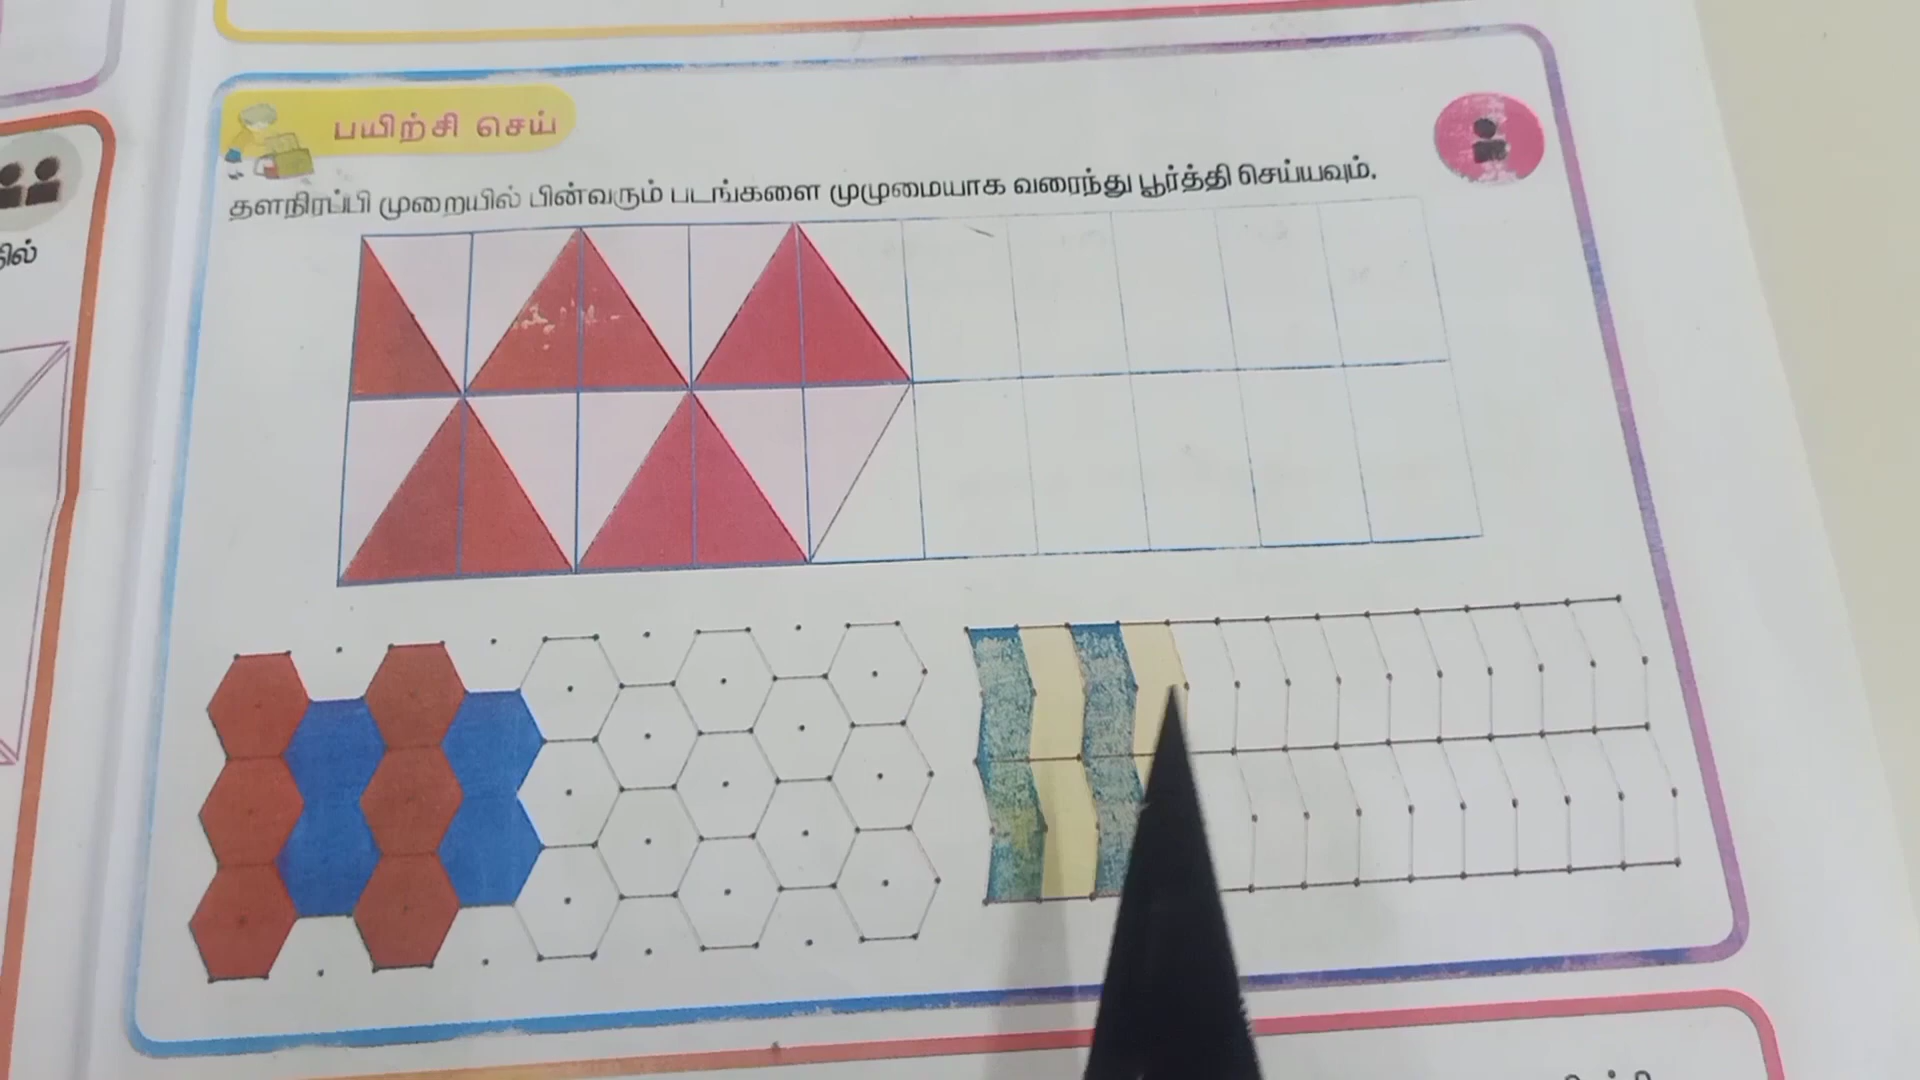 பயிற்சி செய்
தளநிரப்பி முறையில் பின்வரும் படங்களை முழுமையாக வரைந்து பூர்த்தி செய்யவும்.